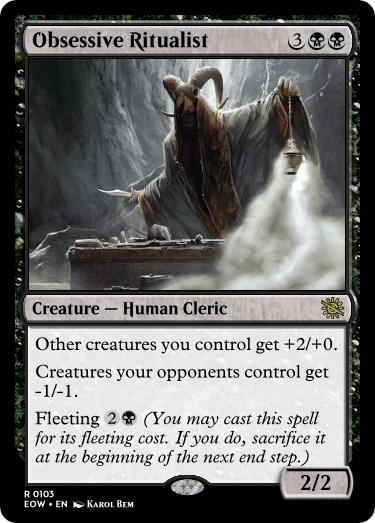 Obsessive Ritualist 3
Creature — Human Cleric
Other creatures you control get +2/+0.
Creatures your opponents control get
-1/-1.
Fleeting 2 (You may cast this spell
for its fleeting cost. If you do, sacrifice it
at the beginning of the next end step.)
2/2
R 0103
EOW • EN Karol Bem